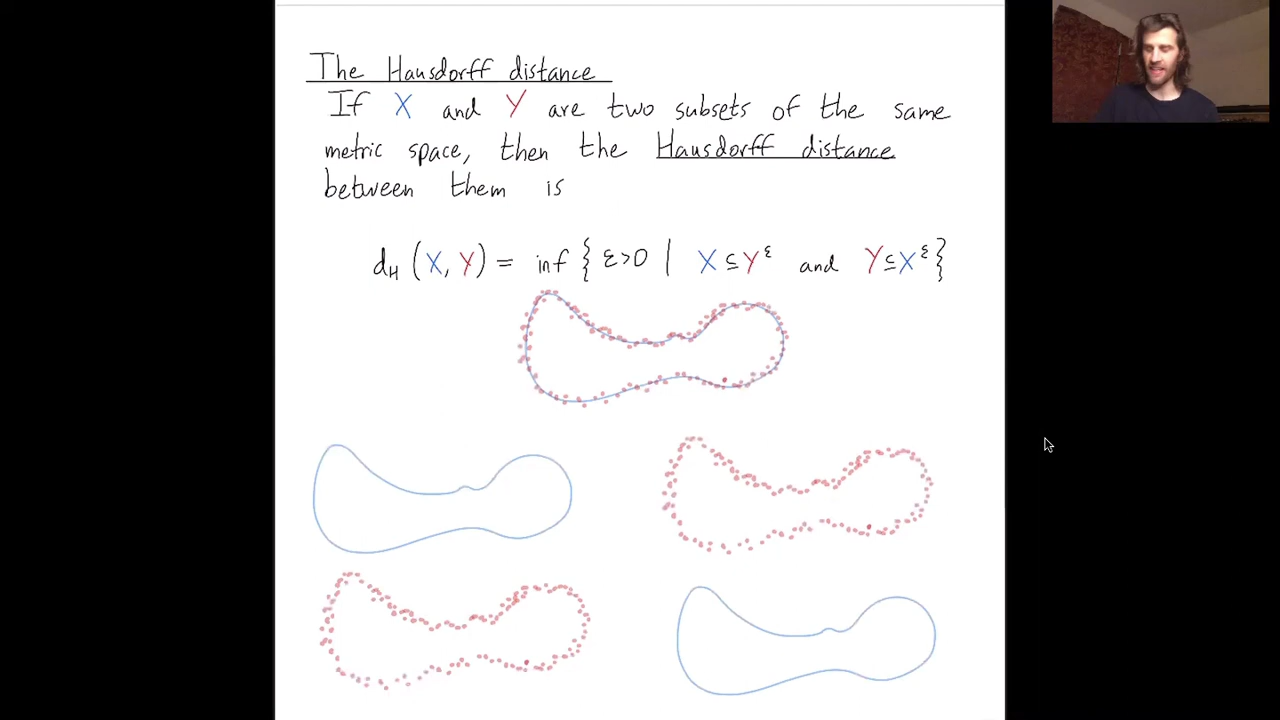 The Hausdorff distance
If X and Y are two subsets of the same
metric space, then the Hausdorff distance
between them is
d_H (X, Y) = inf { ε>0 | X ⊆ Y^ε and Y ⊆ X^ε }